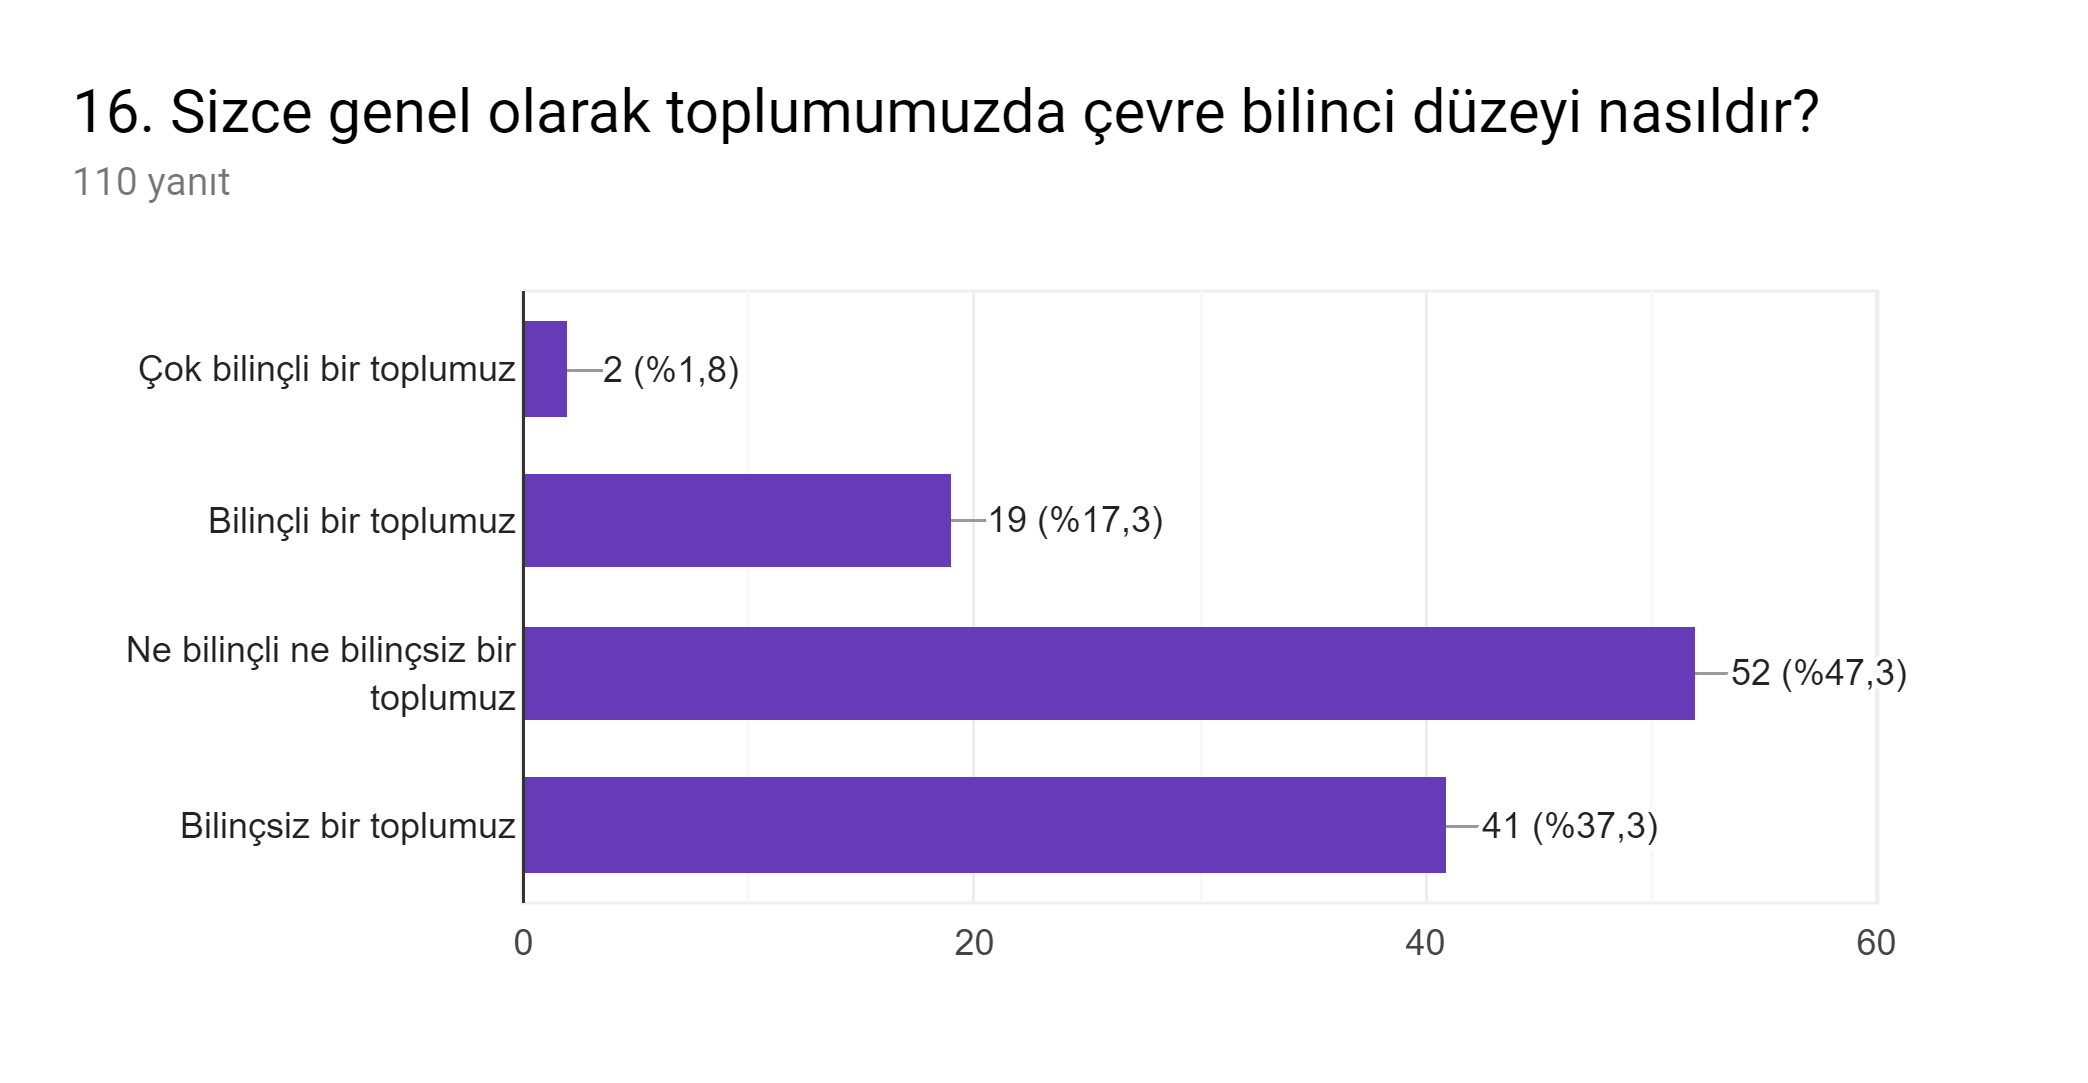 16. Sizce genel olarak toplumumuzda çevre bilinci düzeyi nasıldır?
110 yanıt
Çok bilinçli bir toplumuz
2 (%1,8)
Bilinçli bir toplumuz
19 (%17,3)
Ne bilinçli ne bilinçsiz bir
toplumuz
52 (%47,3)
Bilinçsiz bir toplumuz
41 (%37,3)
0
20
40
60